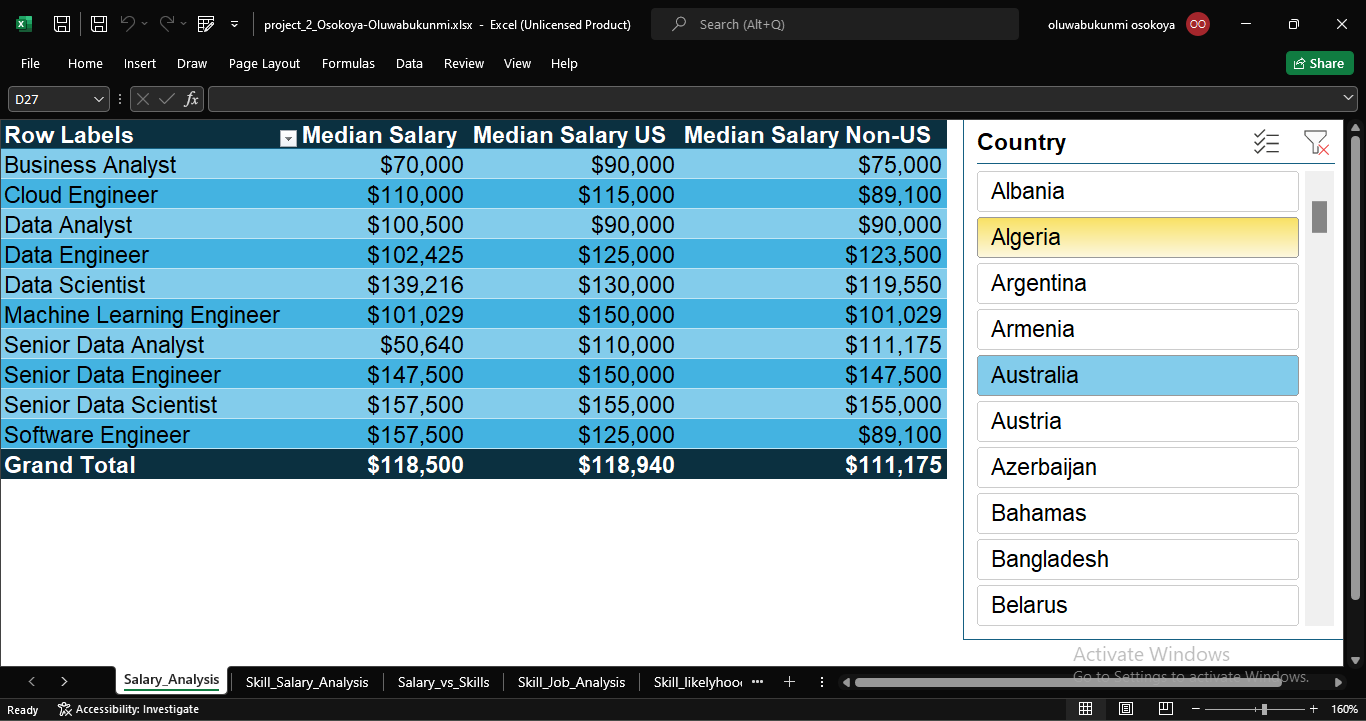 project_2_Osokoya-Oluwabukunmi.xlsx - Excel (Unlicensed Product)
Search (Alt+Q)
oluwabukunmi osokoya
OO
File Home Insert Draw Page Layout Formulas Data Review View Help
Share
D27
fx
Row Labels Median Salary Median Salary US Median Salary Non-US
Business Analyst $70,000 $90,000 $75,000
Cloud Engineer $110,000 $115,000 $89,100
Data Analyst $100,500 $90,000 $90,000
Data Engineer $102,425 $125,000 $123,500
Data Scientist $139,216 $130,000 $119,550
Machine Learning Engineer $101,029 $150,000 $101,029
Senior Data Analyst $50,640 $110,000 $111,175
Senior Data Engineer $147,500 $150,000 $147,500
Senior Data Scientist $157,500 $155,000 $155,000
Software Engineer $157,500 $125,000 $89,100
Grand Total $118,500 $118,940 $111,175
Country
Albania
Algeria
Argentina
Armenia
Australia
Austria
Azerbaijan
Bahamas
Bangladesh
Belarus
Activate Windows
Go to Settings to activate Windows.
Salary_Analysis Skill_Salary_Analysis Salary_vs_Skills Skill_Job_Analysis Skill_likelyhoo ...
Ready Accessibility: Investigate
160%